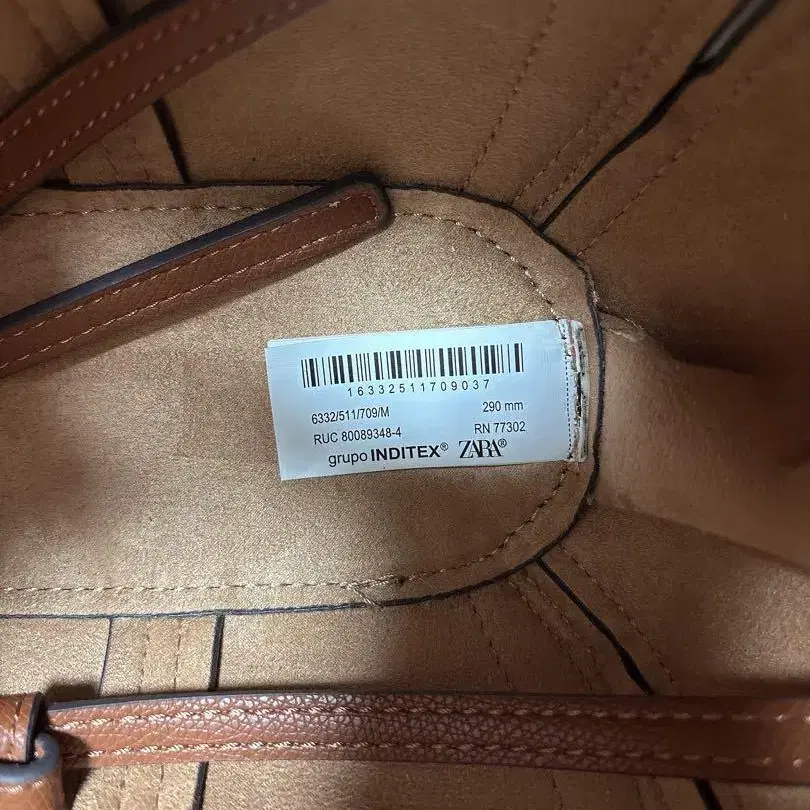 16332511709037
6332/511/709/M 290 mm
RUC 80089348-4 RN 77302
grupo INDITEX® ZARA®